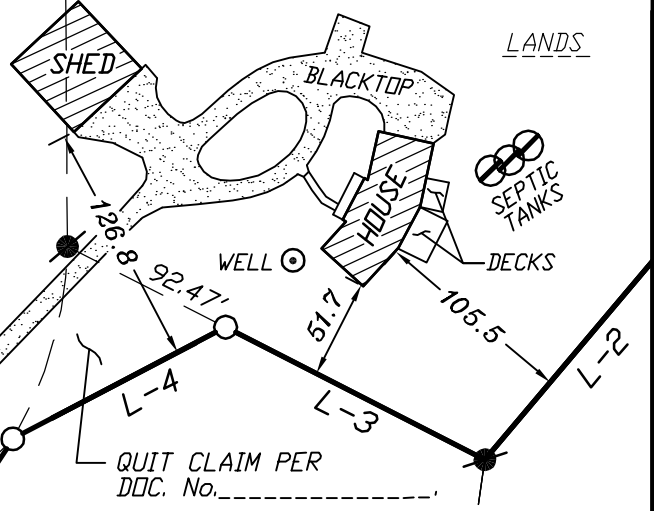 LANDS
SHED
BLACKTOP
SEPTIC
TANKS
HOUSE
126.8
WELL
DECKS
92.47'
51.7
105.5
L-2
L-4
L-3
QUIT CLAIM PER
DOC. No.________________.